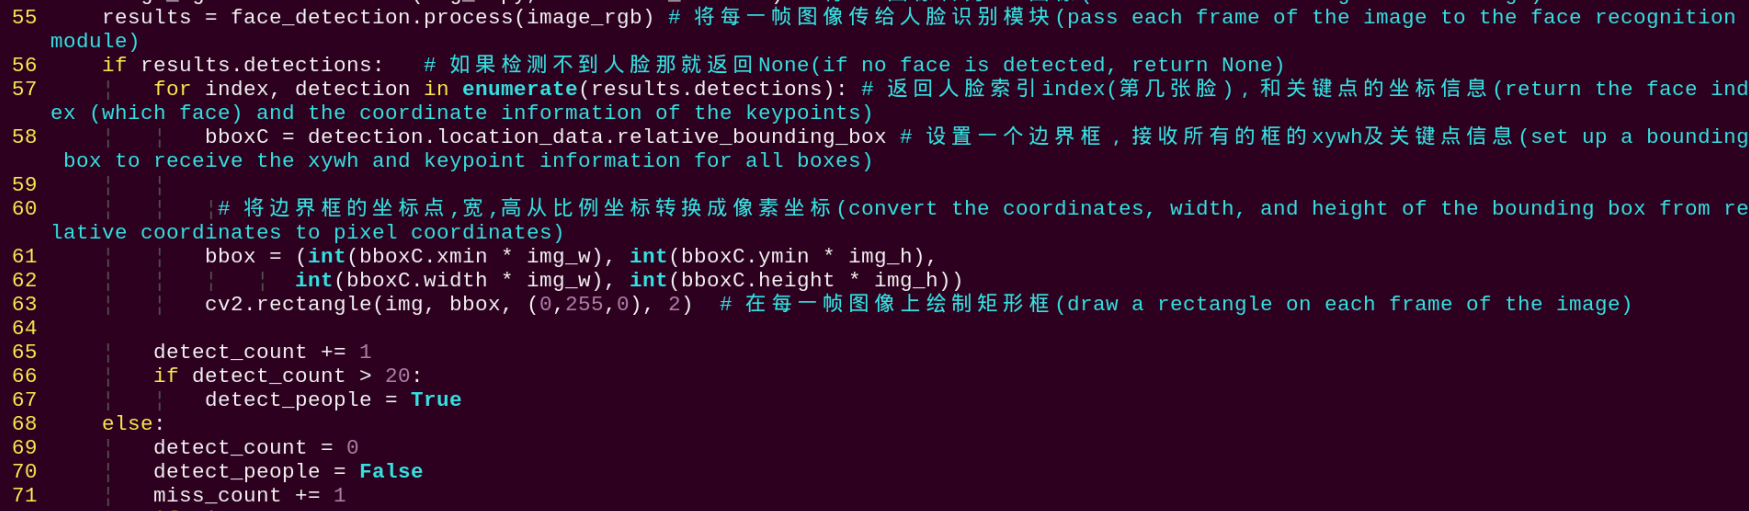 55     results = face_detection.process(image_rgb) # 将每一帧图像传给人脸识别模块(pass each frame of the image to the face recognition
module)
56     if results.detections:   # 如果检测不到人脸那就返回None(if no face is detected, return None)
57         for index, detection in enumerate(results.detections): # 返回人脸索引index(第几张脸), 和关键点的坐标信息(return the face ind
ex (which face) and the coordinate information of the keypoints)
58             bboxC = detection.location_data.relative_bounding_box # 设置一个边界框, 接收所有的框的xywh及关键点信息(set up a bounding
box to receive the xywh and keypoint information for all boxes)
59
60             # 将边界框的坐标点,宽,高从比例坐标转换成像素坐标(convert the coordinates, width, and height of the bounding box from re
lative coordinates to pixel coordinates)
61             bbox = (int(bboxC.xmin * img_w), int(bboxC.ymin * img_h),
62                    int(bboxC.width * img_w), int(bboxC.height * img_h))
63             cv2.rectangle(img, bbox, (0,255,0), 2)  # 在每一帧图像上绘制矩形框(draw a rectangle on each frame of the image)
64
65         detect_count += 1
66         if detect_count > 20:
67             detect_people = True
68     else:
69         detect_count = 0
70         detect_people = False
71         miss_count += 1